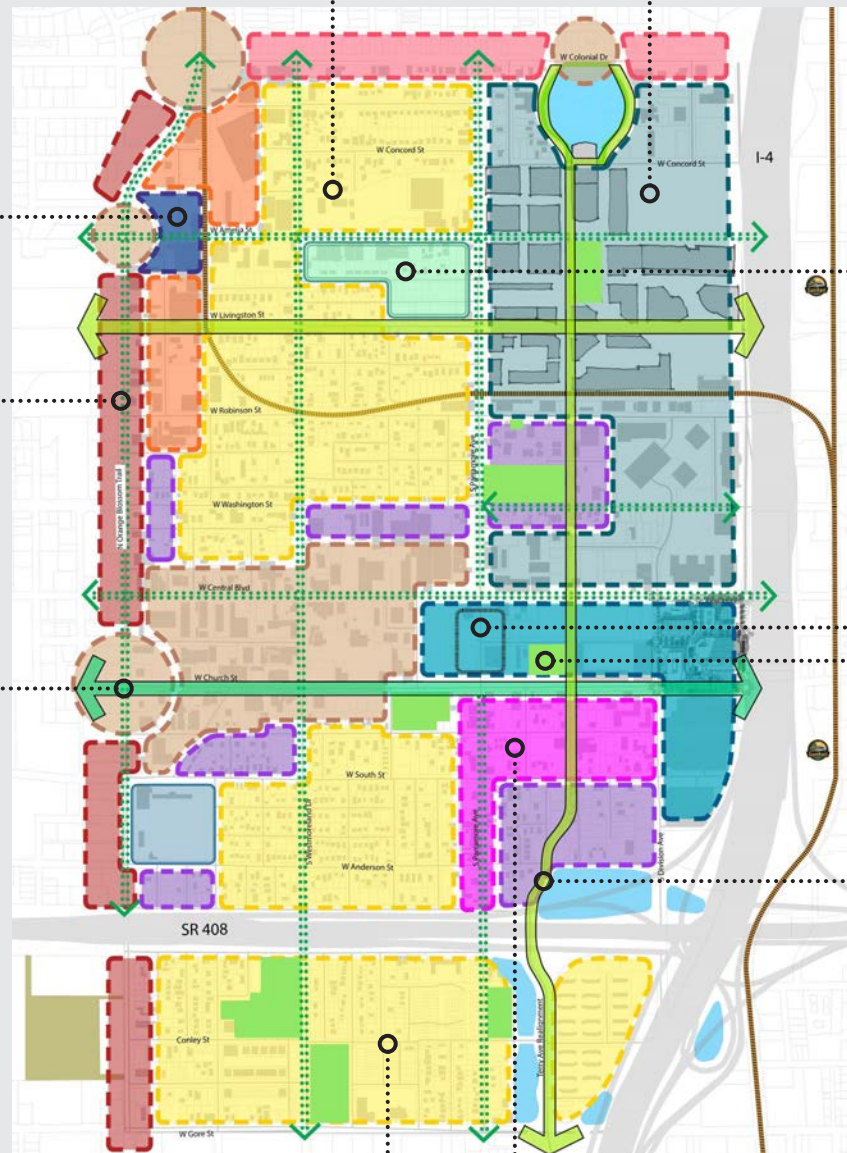 W Colonial Dr
W Concord St
W Concord St
I-4
W Amelia St
W Livingston St
W Robinson St
S Parramore Ave
N Orange Blossom Trail
W Washington St
W Central Blvd
W Church St
W South St
S Westmoreland Dr
S Parramore Ave
S Division Ave
W Anderson St
SR 408
Conley St
Terry Ave Realignment
W Gore St